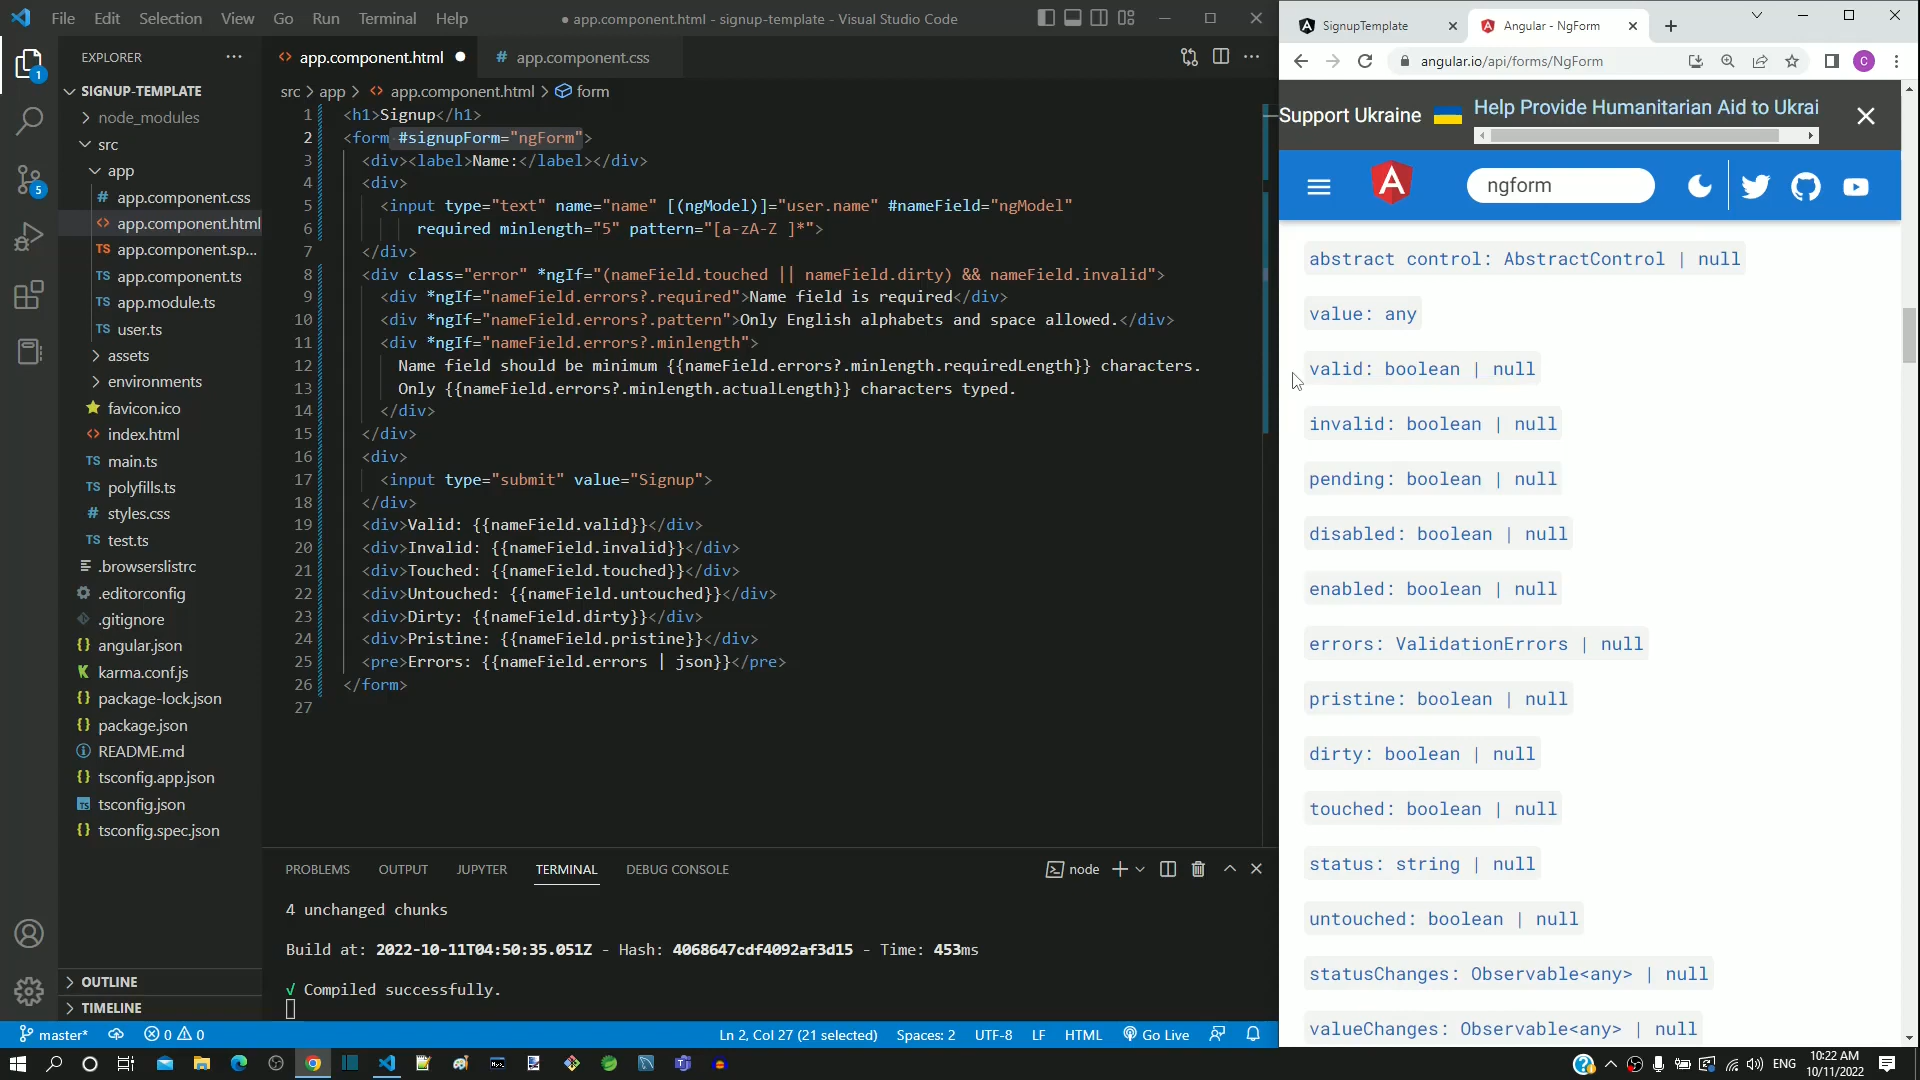 File Edit Selection View Go Run Terminal Help
● app.component.html - signup-template - Visual Studio Code
EXPLORER
SIGNUP-TEMPLATE
node_modules
src
app
# app.component.css
<> app.component.html
TS app.component.sp...
TS app.component.ts
TS app.module.ts
TS user.ts
assets
environments
favicon.ico
<> index.html
TS main.ts
TS polyfills.ts
# styles.css
TS test.ts
.browserslistrc
.editorconfig
.gitignore
{} angular.json
karma.conf.js
{} package-lock.json
{} package.json
README.md
{} tsconfig.app.json
TS tsconfig.json
{} tsconfig.spec.json
OUTLINE
TIMELINE
1
5
<> app.component.html ●
# app.component.css
src > app > <> app.component.html > form
1 <h1>Signup</h1>
2 <form #signupForm="ngForm">
3 <div><label>Name:</label></div>
4 <div>
5 <input type="text" name="name" [(ngModel)]="user.name" #nameField="ngModel"
6 required minlength="5" pattern="[a-zA-Z ]*">
7 </div>
8 <div class="error" *ngIf="(nameField.touched || nameField.dirty) && nameField.invalid">
9 <div *ngIf="nameField.errors?.required">Name field is required</div>
10 <div *ngIf="nameField.errors?.pattern">Only English alphabets and space allowed.</div>
11 <div *ngIf="nameField.errors?.minlength">
12 Name field should be minimum {{nameField.errors?.minlength.requiredLength}} characters.
13 Only {{nameField.errors?.minlength.actualLength}} characters typed.
14 </div>
15 </div>
16 <div>
17 <input type="submit" value="Signup">
18 </div>
19 <div>Valid: {{nameField.valid}}</div>
20 <div>Invalid: {{nameField.invalid}}</div>
21 <div>Touched: {{nameField.touched}}</div>
22 <div>Untouched: {{nameField.untouched}}</div>
23 <div>Dirty: {{nameField.dirty}}</div>
24 <div>Pristine: {{nameField.pristine}}</div>
25 <pre>Errors: {{nameField.errors | json}}</pre>
26 </form>
27
PROBLEMS OUTPUT JUPYTER TERMINAL DEBUG CONSOLE
node
4 unchanged chunks
Build at: 2022-10-11T04:50:35.051Z - Hash: 4068647cdf4092af3d15 - Time: 453ms
√ Compiled successfully.
master* 0 0
Ln 2, Col 27 (21 selected) Spaces: 2 UTF-8 LF HTML Go Live
SignupTemplate
Angular - NgForm
angular.io/api/forms/NgForm
C
Support Ukraine
Help Provide Humanitarian Aid to Ukrai
A
ngform
abstract control: AbstractControl | null
value: any
valid: boolean | null
invalid: boolean | null
pending: boolean | null
disabled: boolean | null
enabled: boolean | null
errors: ValidationErrors | null
pristine: boolean | null
dirty: boolean | null
touched: boolean | null
status: string | null
untouched: boolean | null
statusChanges: Observable<any> | null
valueChanges: Observable<any> | null
ENG
10:22 AM
10/11/2022